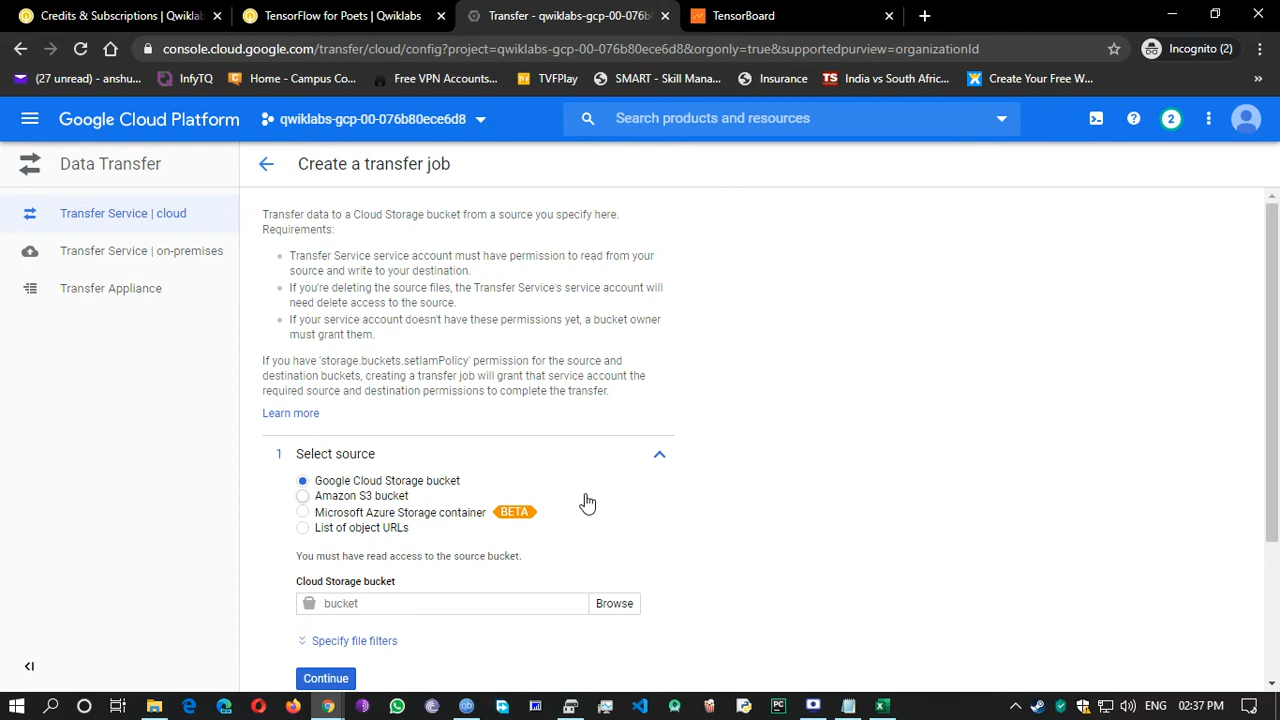 Credits & Subscriptions | Qwikla
TensorFlow for Poets | Qwiklabs
Transfer - qwiklabs-gcp-00-076b
TensorBoard
console.cloud.google.com/transfer/cloud/config?project=qwiklabs-gcp-00-076b80ece6d8&orgonly=true&supportedpurview=organizationId
Incognito (2)
(27 unread) - anshu...
InfyTQ
Home - Campus Co...
Free VPN Accounts...
TVFPlay
SMART - Skill Mana...
Insurance
TS
India vs South Afric...
Create Your Free W...
Google Cloud Platform
qwiklabs-gcp-00-076b80ece6d8
Search products and resources
2
Data Transfer
Create a transfer job
Transfer Service | cloud
Transfer Service | on-premises
Transfer Appliance
Transfer data to a Cloud Storage bucket from a source you specify here.
Requirements:
Transfer Service service account must have permission to read from your
source and write to your destination.
If you're deleting the source files, the Transfer Service's service account will
need delete access to the source.
If your service account doesn't have these permissions yet, a bucket owner
must grant them.
If you have 'storage.buckets.setIamPolicy' permission for the source and
destination buckets, creating a transfer job will grant that service account the
required source and destination permissions to complete the transfer.
Learn more
1 Select source
Google Cloud Storage bucket
Amazon S3 bucket
Microsoft Azure Storage container BETA
List of object URLs
You must have read access to the source bucket.
Cloud Storage bucket
bucket
Browse
Specify file filters
Continue
ENG
02:37 PM